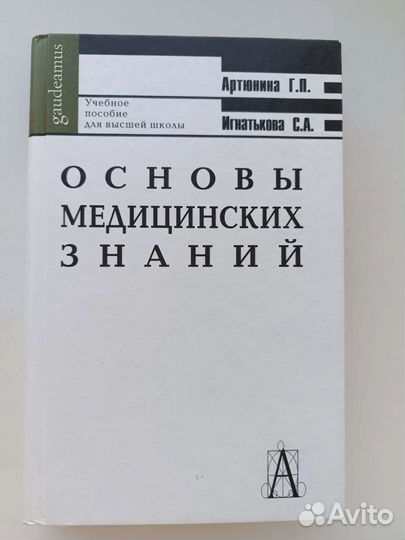 gaudeamus
Учебное
пособие
для высшей школы
Артюнина Г.П.
Игнатькова С.А.
ОСНОВЫ
МЕДИЦИНСКИХ
ЗНАНИЙ
А
Avito